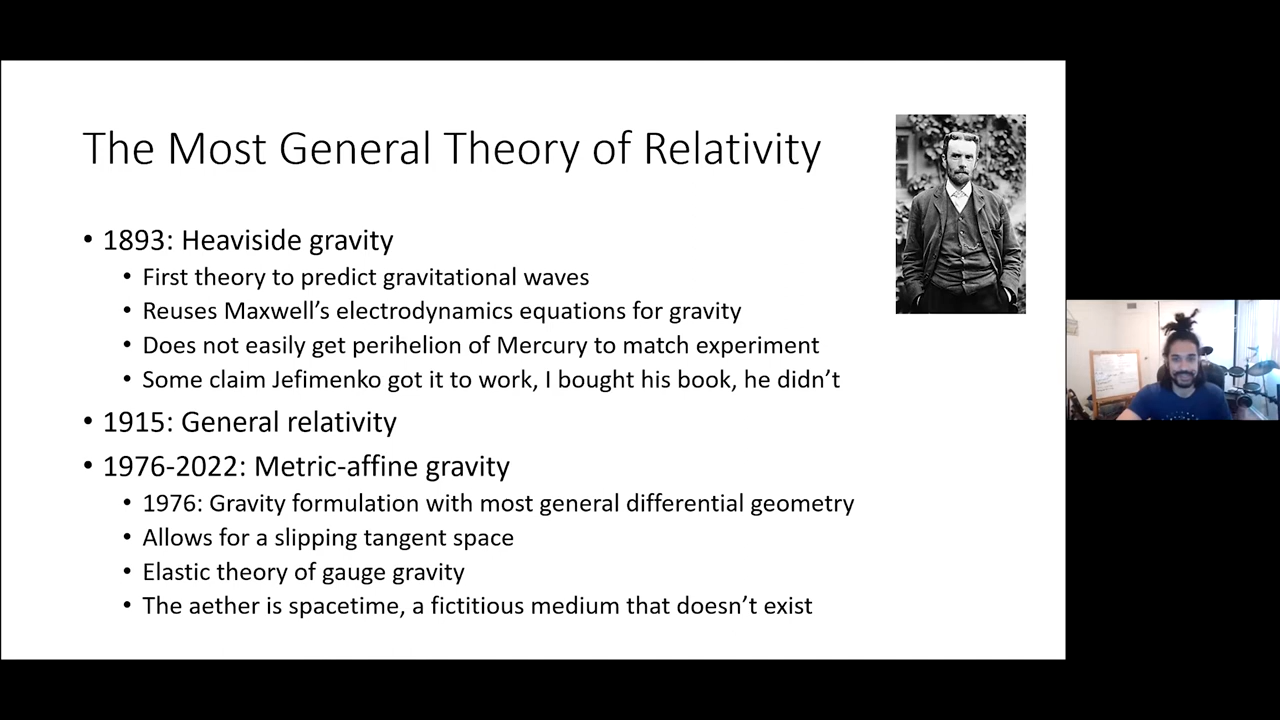 The Most General Theory of Relativity
• 1893: Heaviside gravity
• First theory to predict gravitational waves
• Reuses Maxwell’s electrodynamics equations for gravity
• Does not easily get perihelion of Mercury to match experiment
• Some claim Jefimenko got it to work, I bought his book, he didn’t
• 1915: General relativity
• 1976-2022: Metric-affine gravity
• 1976: Gravity formulation with most general differential geometry
• Allows for a slipping tangent space
• Elastic theory of gauge gravity
• The aether is spacetime, a fictitious medium that doesn’t exist